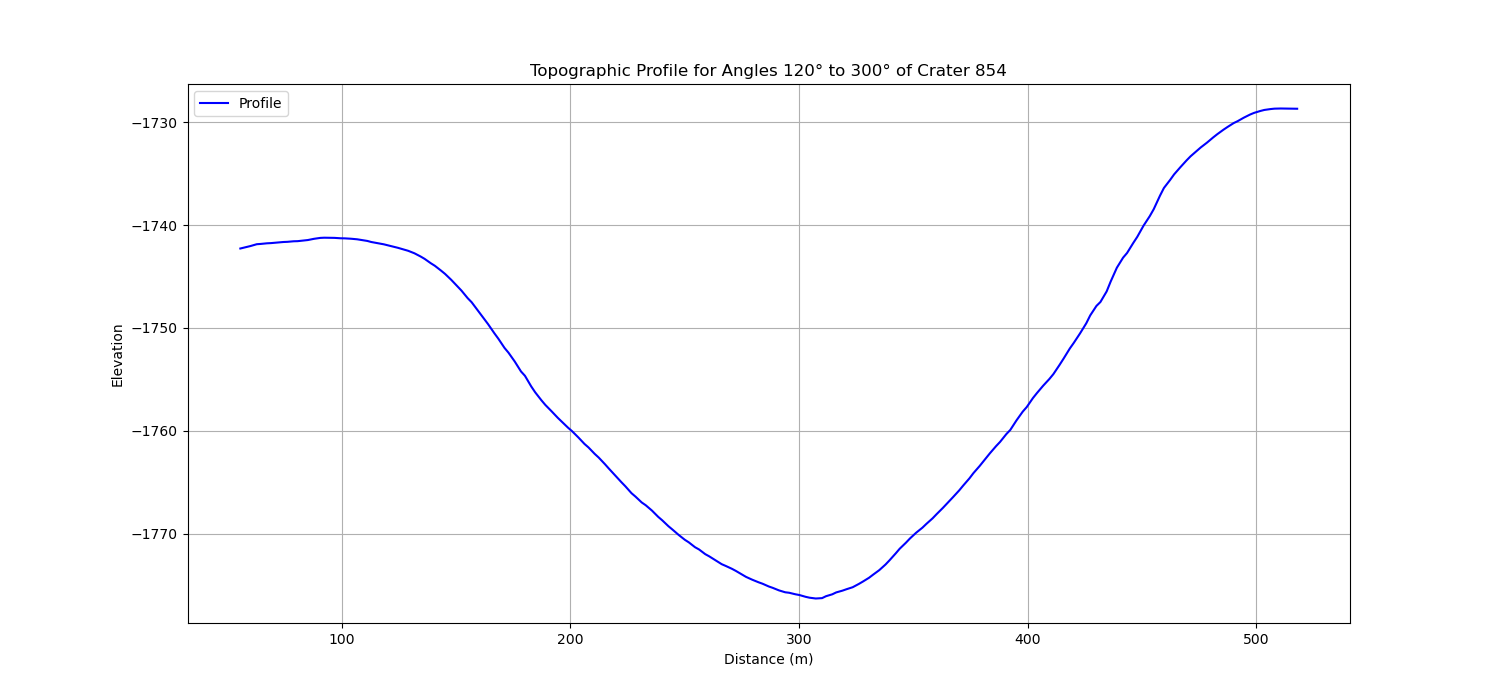 Topographic Profile for Angles 120° to 300° of Crater 854
Profile
−1730
−1740
−1750
−1760
−1770
Elevation
100
200
300
400
500
Distance (m)